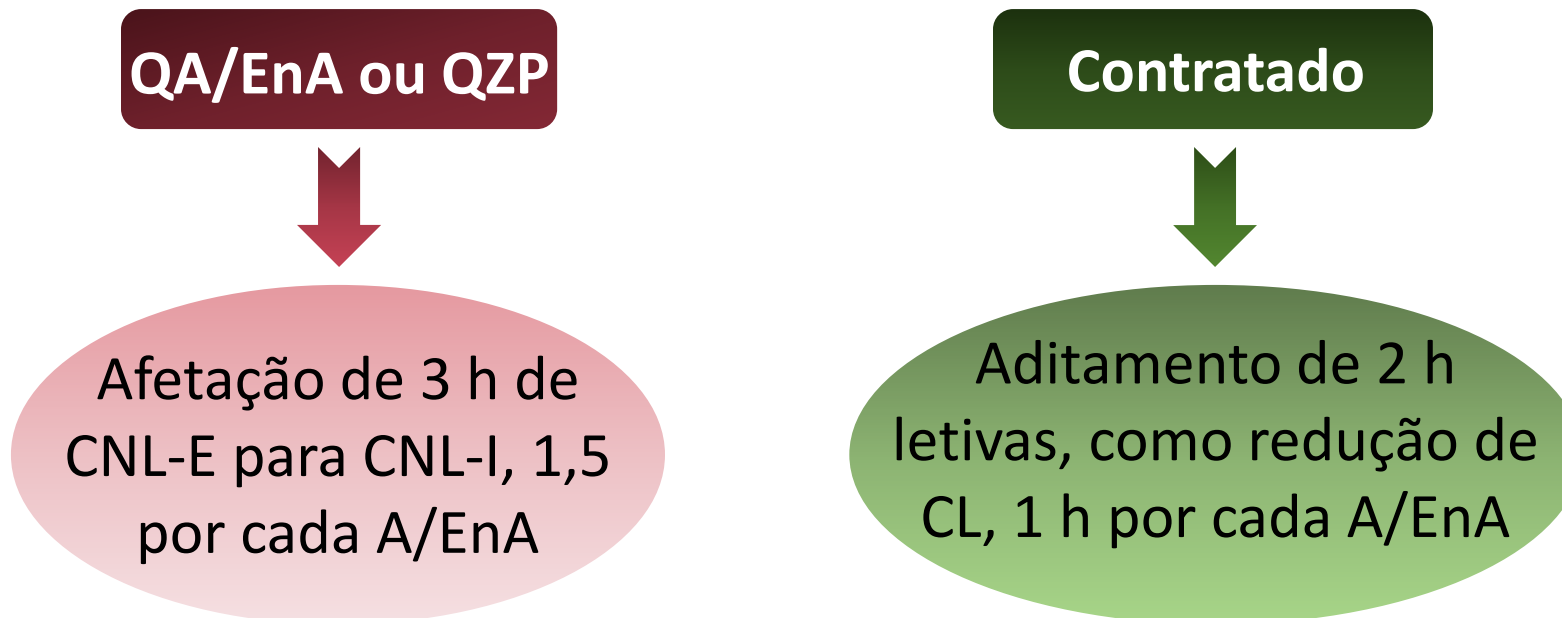 QA/EnA ou QZP
Contratado
Afetação de 3 h de
CNL-E para CNL-I, 1,5
por cada A/EnA
Aditamento de 2 h
letivas, como redução de
CL, 1 h por cada A/EnA